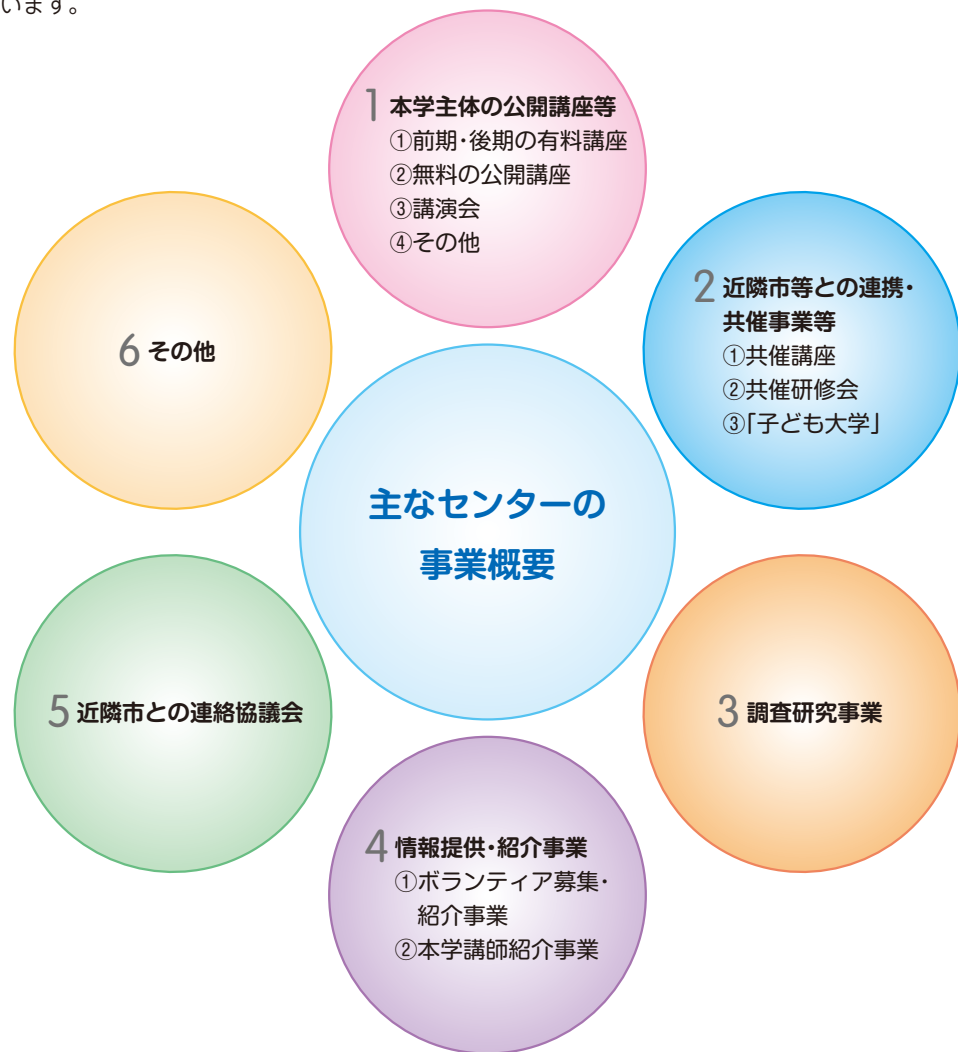 います。
1 本学主体の公開講座等
①前期・後期の有料講座
②無料の公開講座
③講演会
④その他
2 近隣市等との連携・
共催事業等
①共催講座
②共催研修会
③「子ども大学」
6 その他
主なセンターの
事業概要
5 近隣市との連絡協議会
3 調査研究事業
4 情報提供・紹介事業
①ボランティア募集・
紹介事業
②本学講師紹介事業